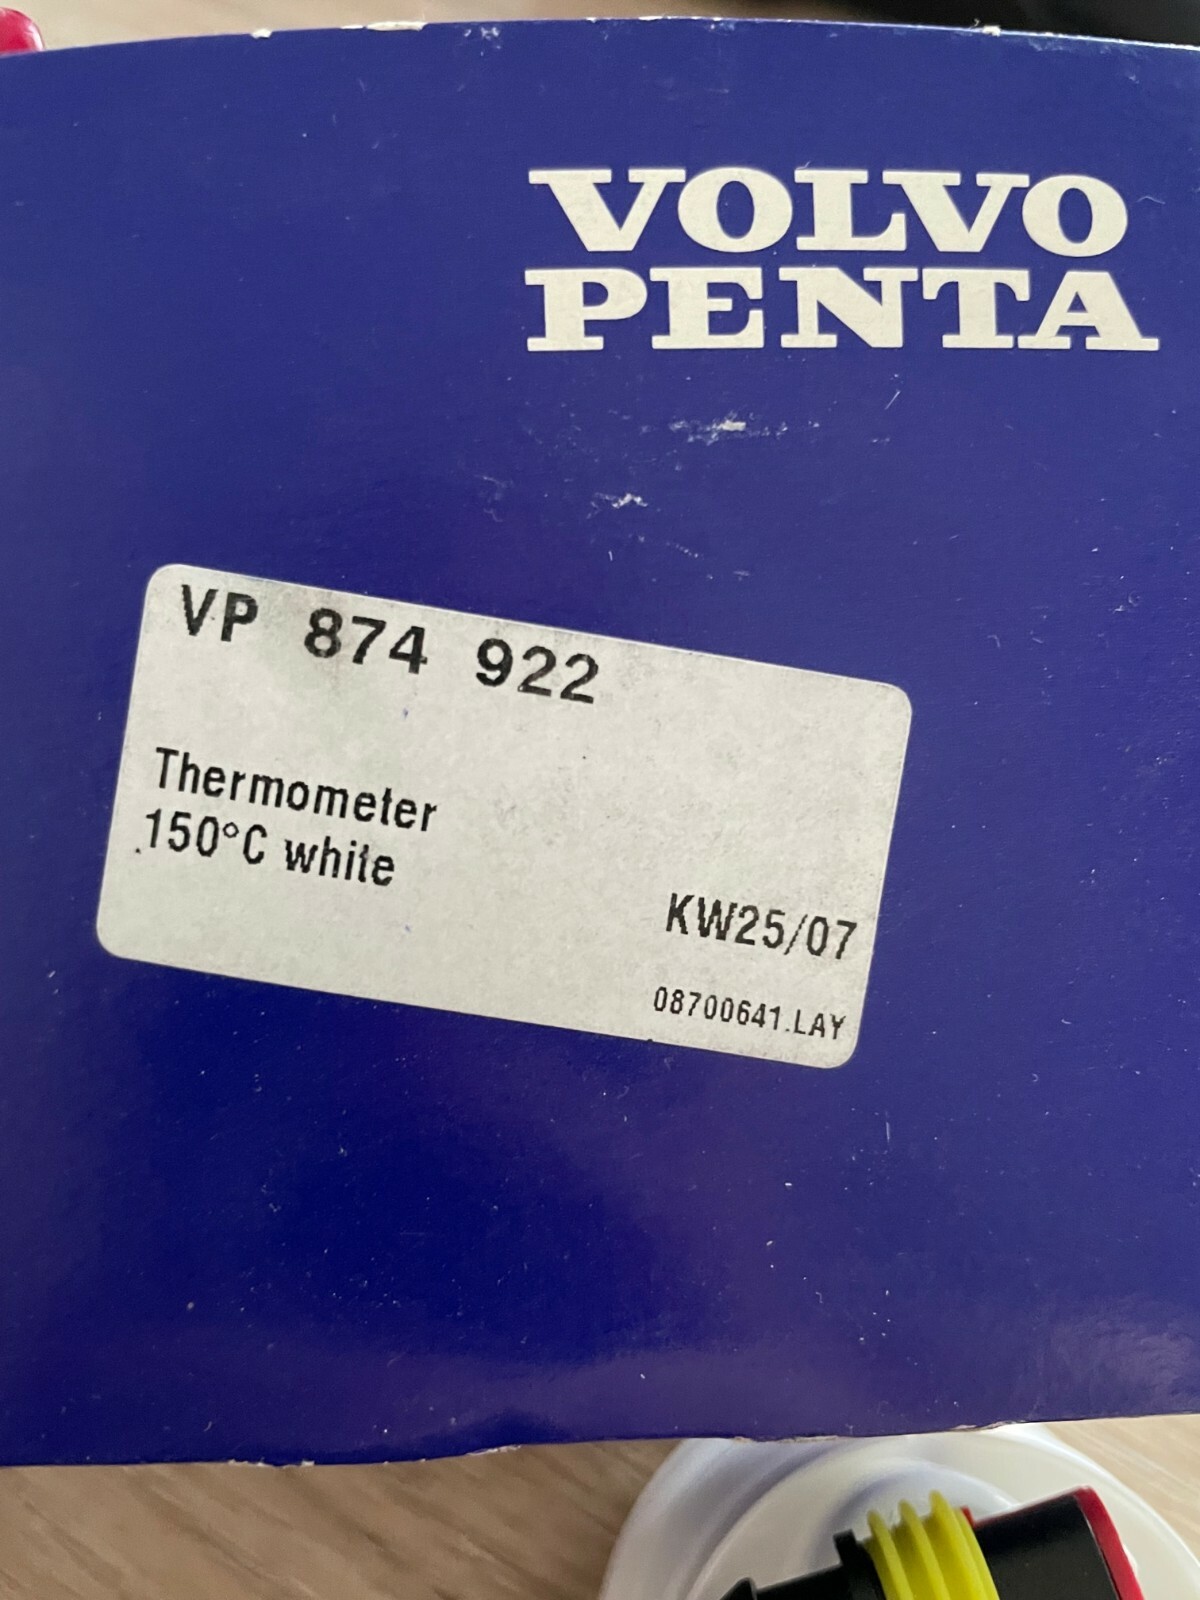 VOLVO
PENTA
VP 874 922
Thermometer
150°C white
KW25/07
08700641.LAY